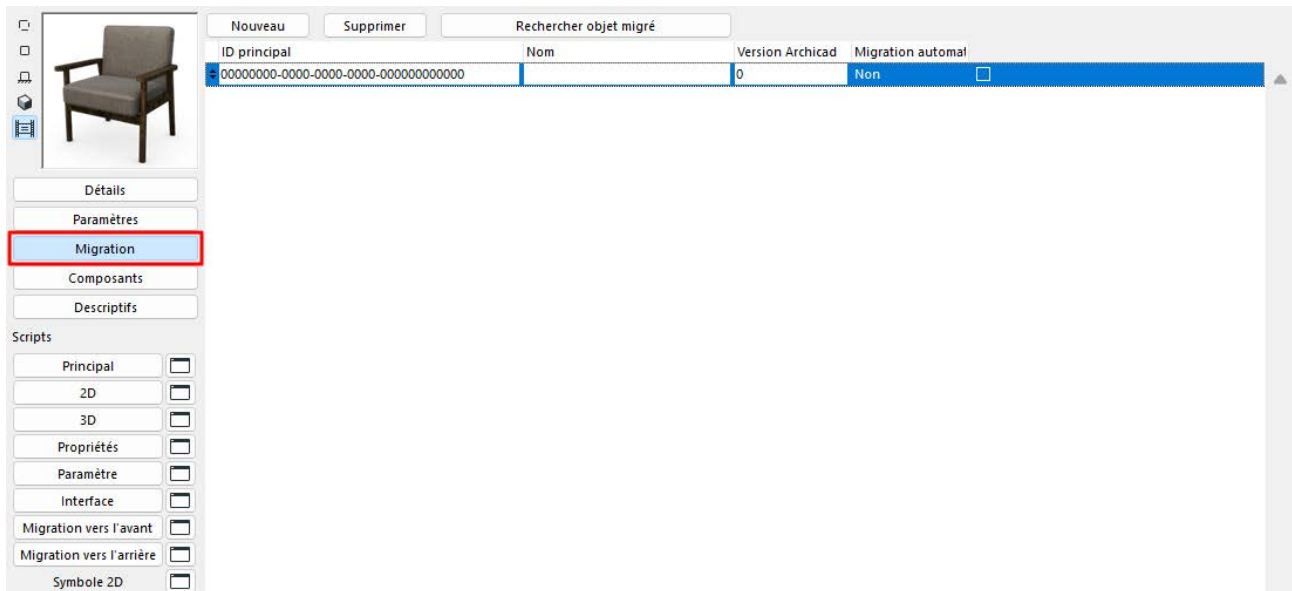 Nouveau Supprimer Rechercher objet migré
ID principal Nom Version Archicad Migration automat
00000000-0000-0000-0000-000000000000 0 Non
Détails
Paramètres
Migration
Composants
Descriptifs
Scripts
Principal
2D
3D
Propriétés
Paramètre
Interface
Migration vers l'avant
Migration vers l'arrière
Symbole 2D